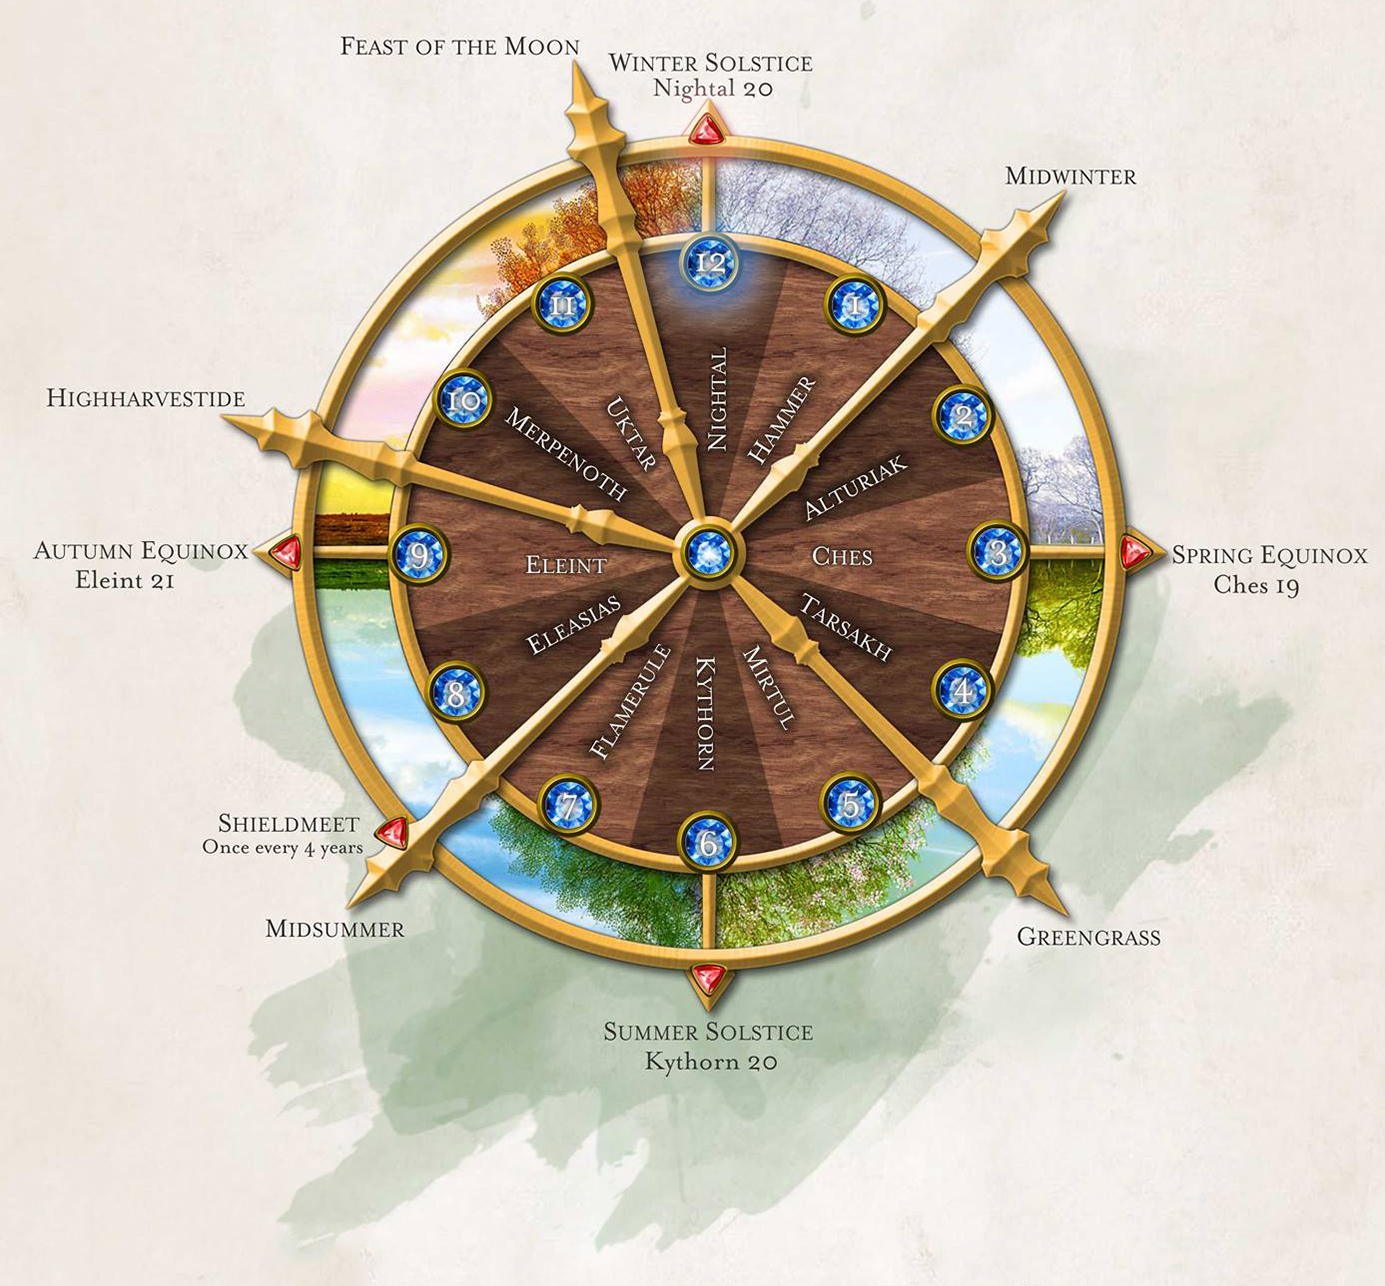 FEAST OF THE MOON
WINTER SOLSTICE
Nightal 20
MIDWINTER
HIGHHARVESTIDE
AUTUMN EQUINOX
Eleint 21
SPRING EQUINOX
Ches 19
SHIELDMEET
Once every 4 years
MIDSUMMER
GREENGRASS
SUMMER SOLSTICE
Kythorn 20
12
NIGHTAL
1
HAMMER
2
ALTURIAK
3
CHES
4
TARSAKH
5
MIRTUL
6
KYTHORN
7
FLAMERULE
8
ELEASIAS
9
ELEINT
10
MERPENOTH
11
UKTAR